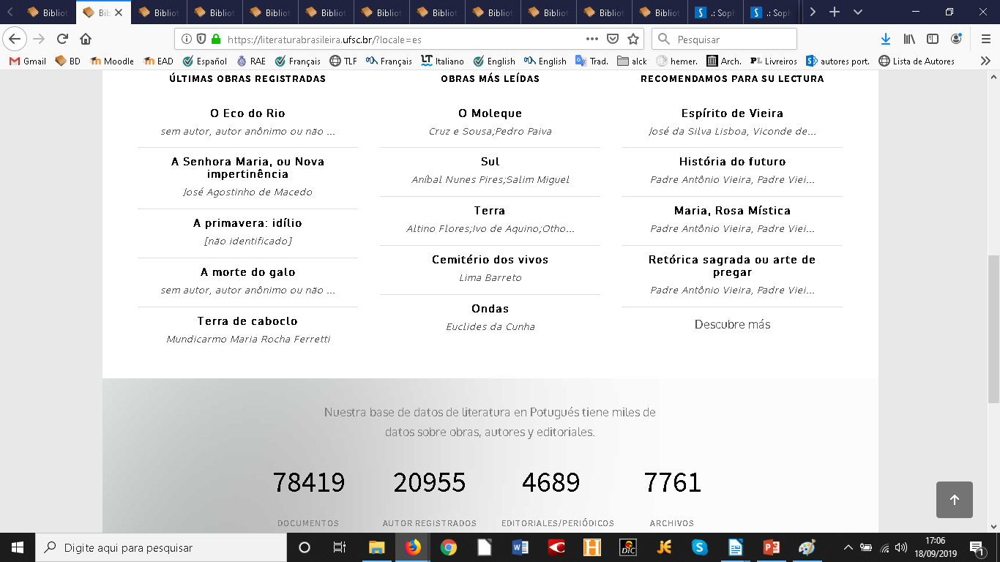 Bibliot
Bib
Bibliot
Bibliot
Bibliot
Bibliot
Bibliot
Bibliot
Bibliot
Bibliot
Bibliot
Bibliot
.: Soph
.: Soph
https://literaturabrasileira.ufsc.br/?locale=es
Pesquisar
Gmail
BD
Moodle
EAD
Español
RAE
Français
TLF
Français
Italiano
English
English
Trad.
alck
hemer.
Arch.
PL Livreiros
autores port.
Lista de Autores
ÚLTIMAS OBRAS REGISTRADAS
O Eco do Rio
sem autor, autor anônimo ou não ...
A Senhora Maria, ou Nova
impertinência
José Agostinho de Macedo
A primavera: idílio
[não identificado]
A morte do galo
sem autor, autor anônimo ou não ...
Terra de caboclo
Mundicarmo Maria Rocha Ferretti
OBRAS MÁS LEÍDAS
O Moleque
Cruz e Sousa;Pedro Paiva
Sul
Aníbal Nunes Pires;Salim Miguel
Terra
Altino Flores;Ivo de Aquino;Otho...
Cemitério dos vivos
Lima Barreto
Ondas
Euclides da Cunha
RECOMENDAMOS PARA SU LECTURA
Espírito de Vieira
José da Silva Lisboa, Viconde de...
História do futuro
Padre Antônio Vieira, Padre Viei...
Maria, Rosa Mística
Padre Antônio Vieira, Padre Viei...
Retórica sagrada ou arte de
pregar
Padre Antônio Vieira, Padre Viei...
Descubre más
Nuestra base de datos de literatura en Potugués tiene miles de
datos sobre obras, autores y editoriales.
78419
DOCUMENTOS
20955
AUTOR REGISTRADOS
4689
EDITORIALES/PERIÓDICOS
7761
ARCHIVOS
Digite aqui para pesquisar
17:06
18/09/2019
1